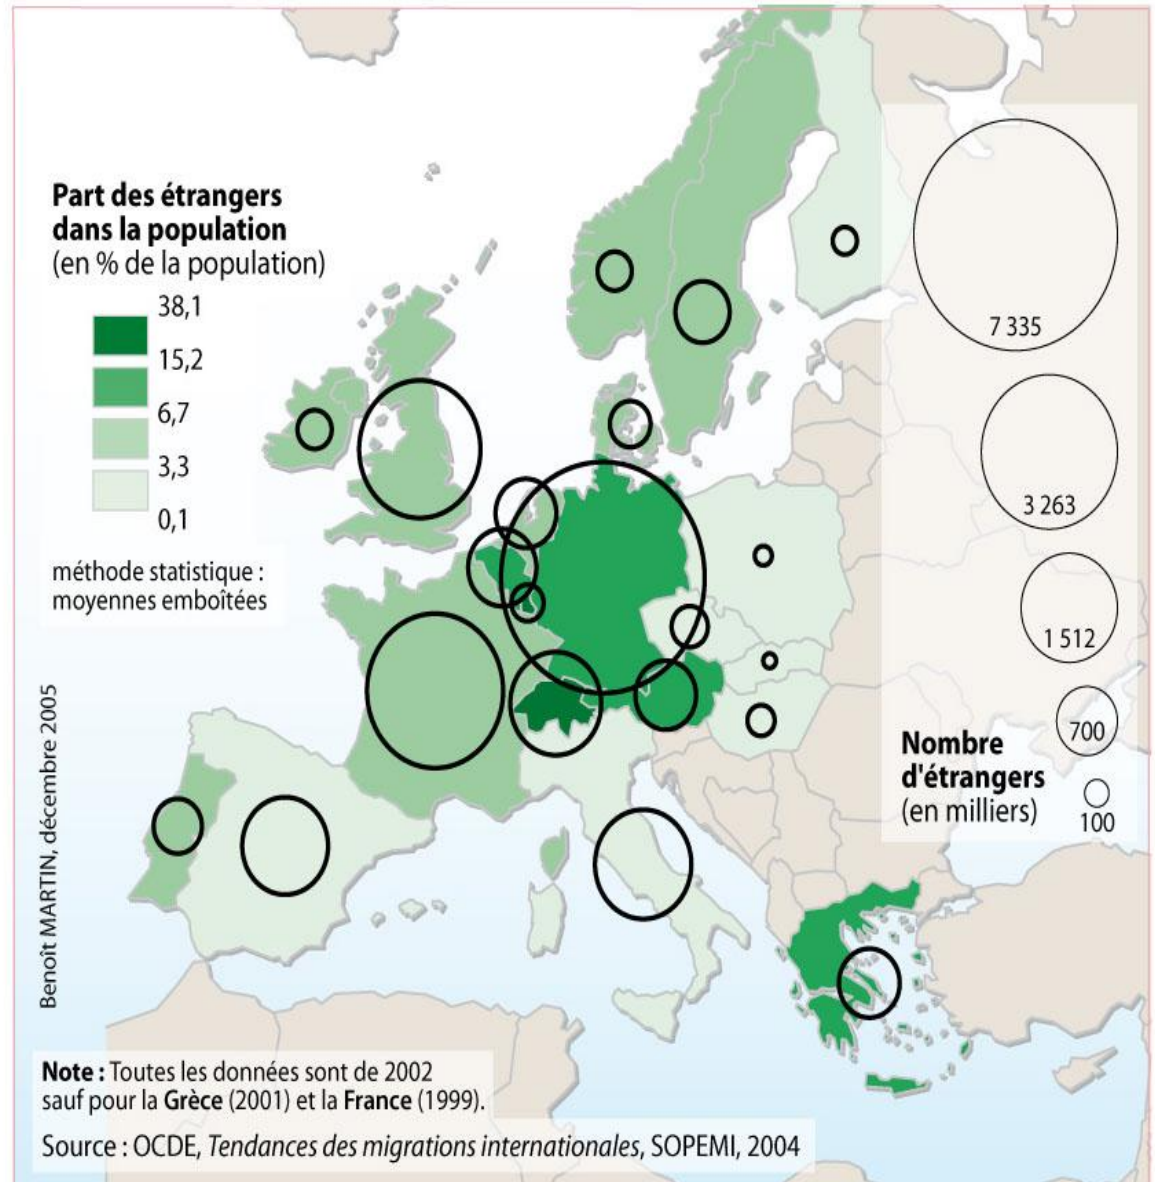 Part des étrangers
dans la population
(en % de la population)
38,1
15,2
6,7
3,3
0,1
méthode statistique :
moyennes emboîtées
7 335
3 263
1 512
700
100
Nombre
d'étrangers
(en milliers)
Benoît MARTIN, décembre 2005
Note : Toutes les données sont de 2002
sauf pour la Grèce (2001) et la France (1999).
Source : OCDE, Tendances des migrations internationales, SOPEMI, 2004